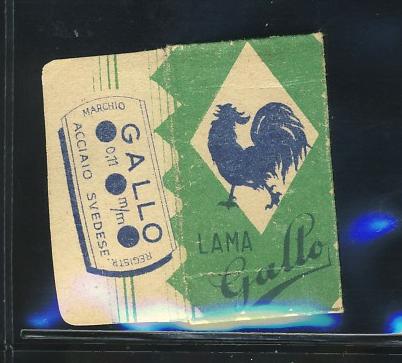 MARCHIO
GALLO
0,11 m/m
ACCIAIO SVEDESE
REGISTR.
LAMA
Gallo